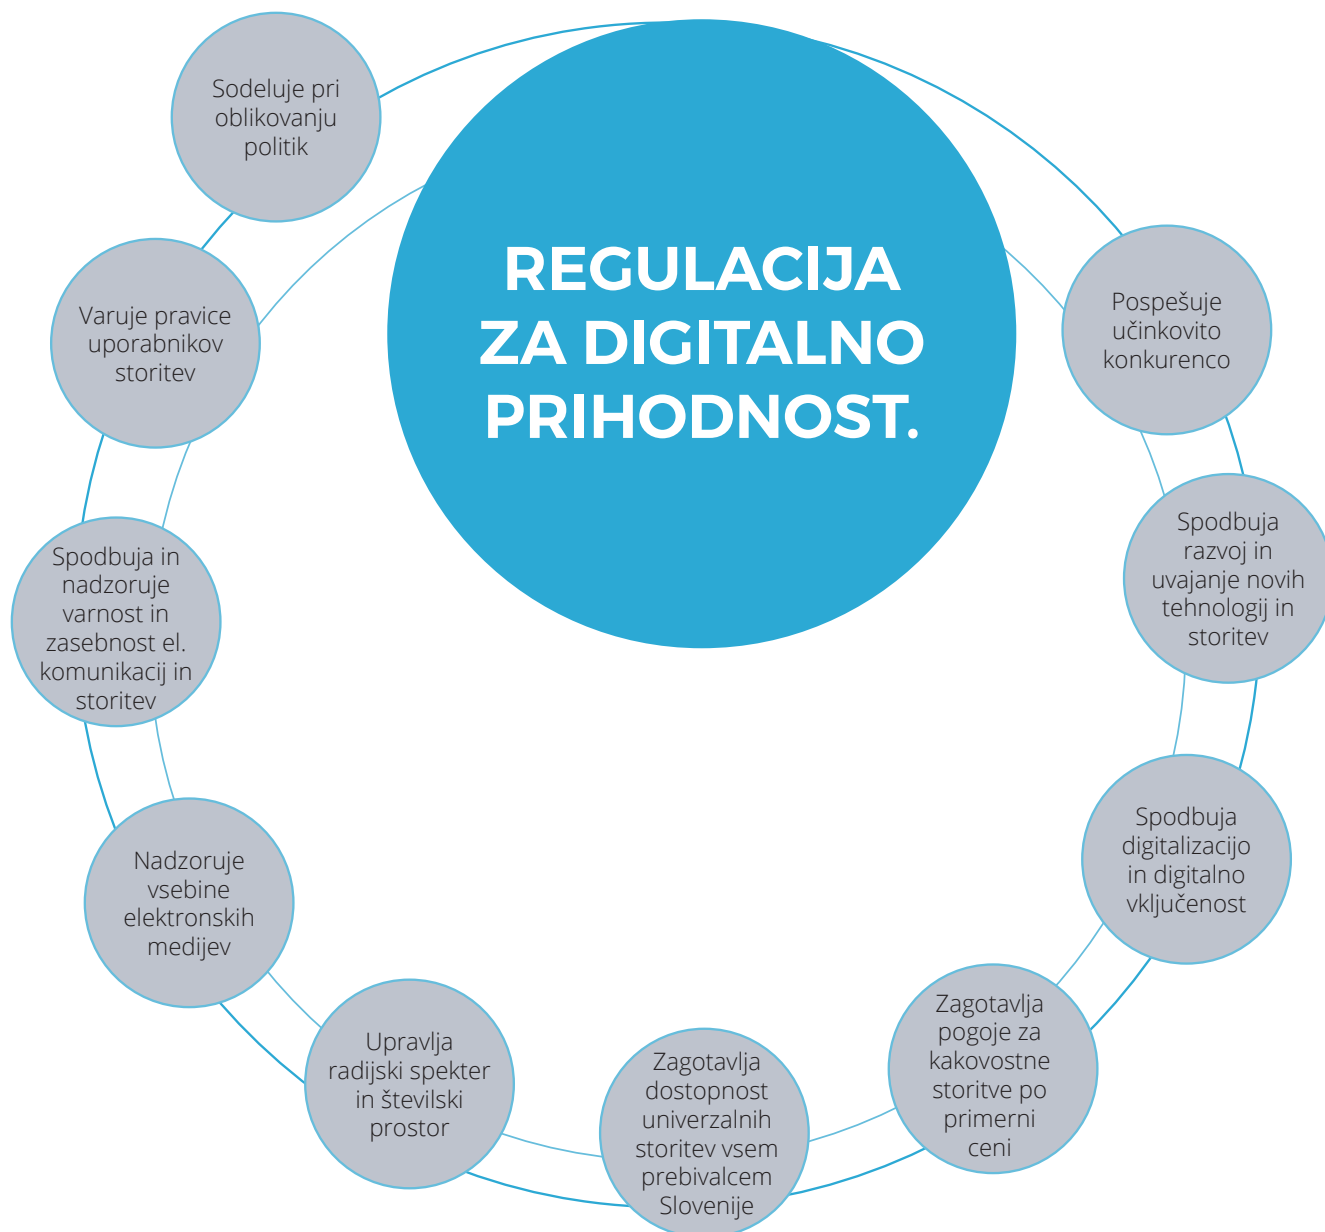 REGULACIJA
ZA DIGITALNO
PRIHODNOST.
Pospešuje
učinkovito
konkurenco
Spodbuja
razvoj in
uvajanje novih
tehnologij in
storitev
Spodbuja
digitalizacijo
in digitalno
vključenost
Zagotavlja
pogoje za
kakovostne
storitve po
primerni
ceni
Zagotavlja
dostopnost
univerzalnih
storitev vsem
prebivalcem
Slovenije
Upravlja
radijski spekter
in številski
prostor
Nadzoruje
vsebine
elektronskih
medijev
Spodbuja in
nadzoruje
varnost in
zasebnost el.
komunikacij in
storitev
Varuje pravice
uporabnikov
storitev
Sodeluje pri
oblikovanju
politik